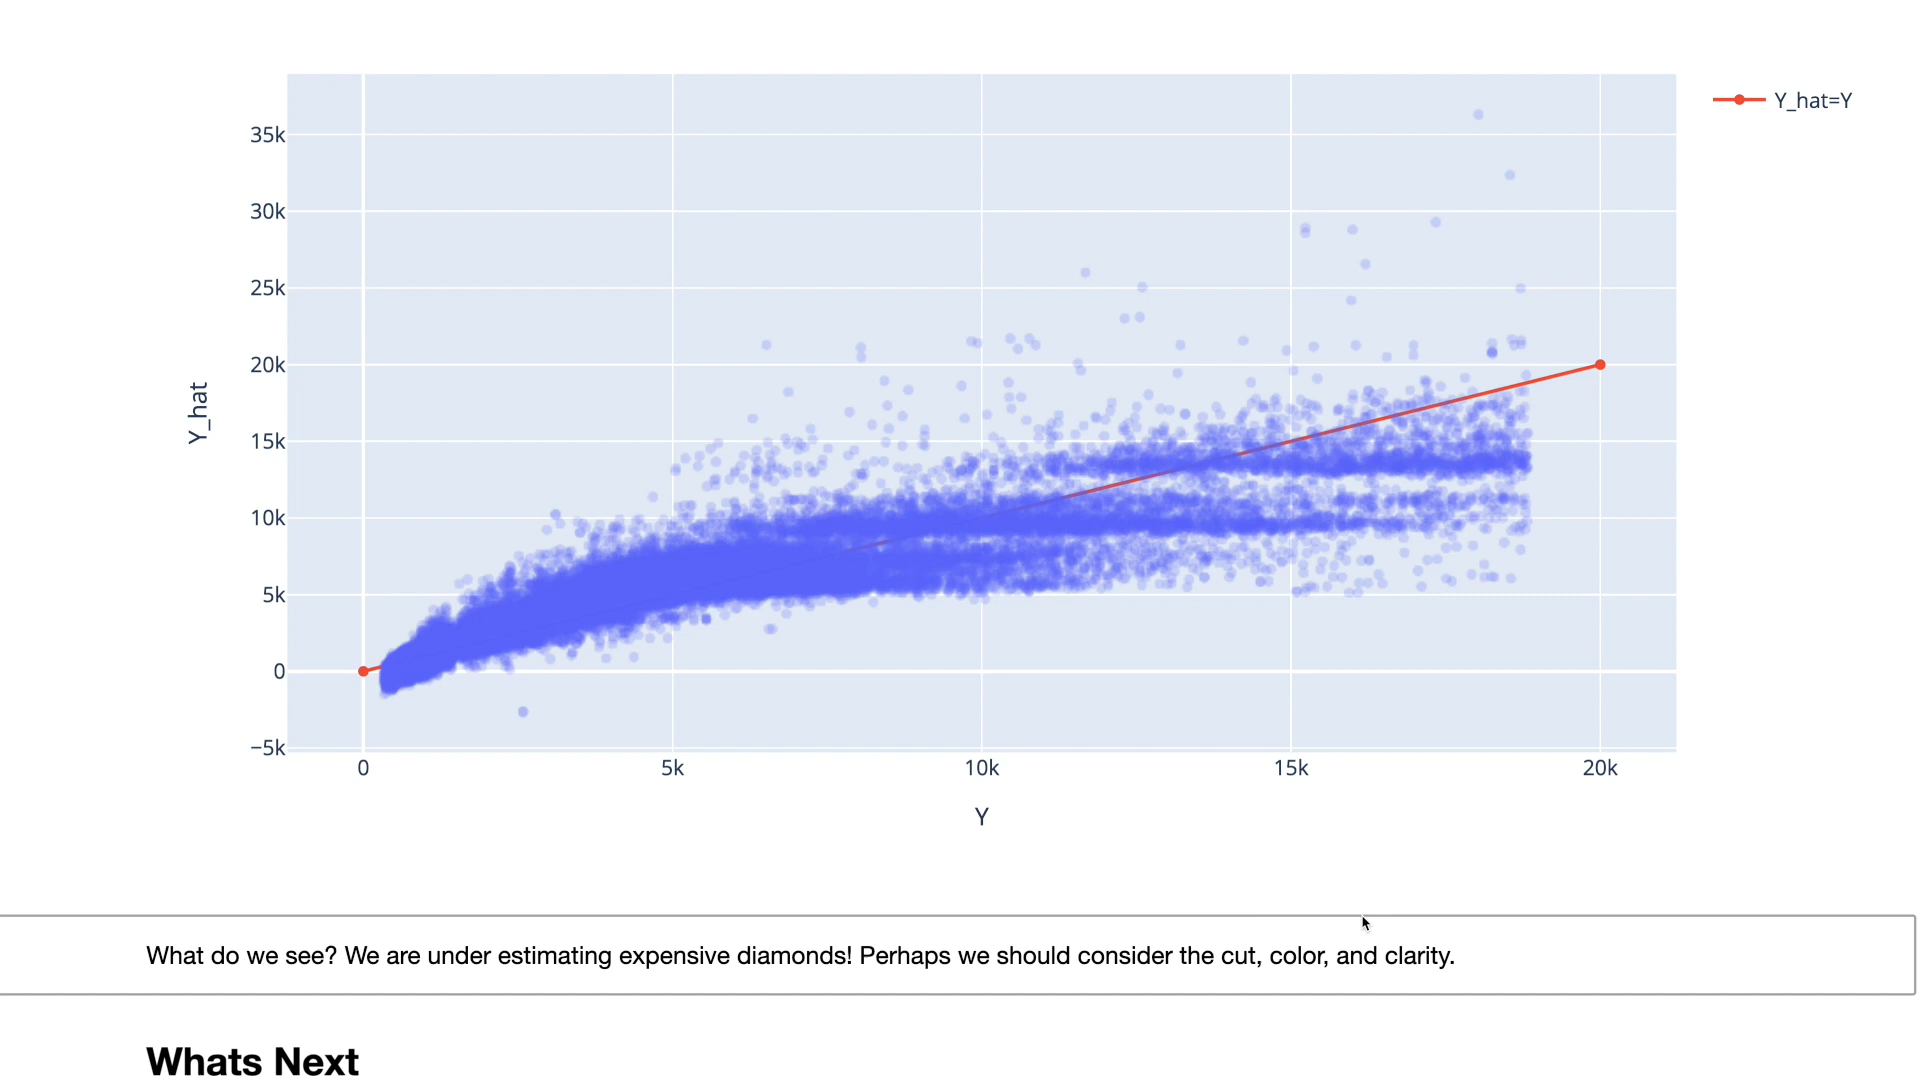 Y_hat=Y
35k
30k
25k
20k
15k
10k
5k
0
−5k
Y_hat
0 5k 10k 15k 20k
Y
What do we see? We are under estimating expensive diamonds! Perhaps we should consider the cut, color, and clarity.
Whats Next